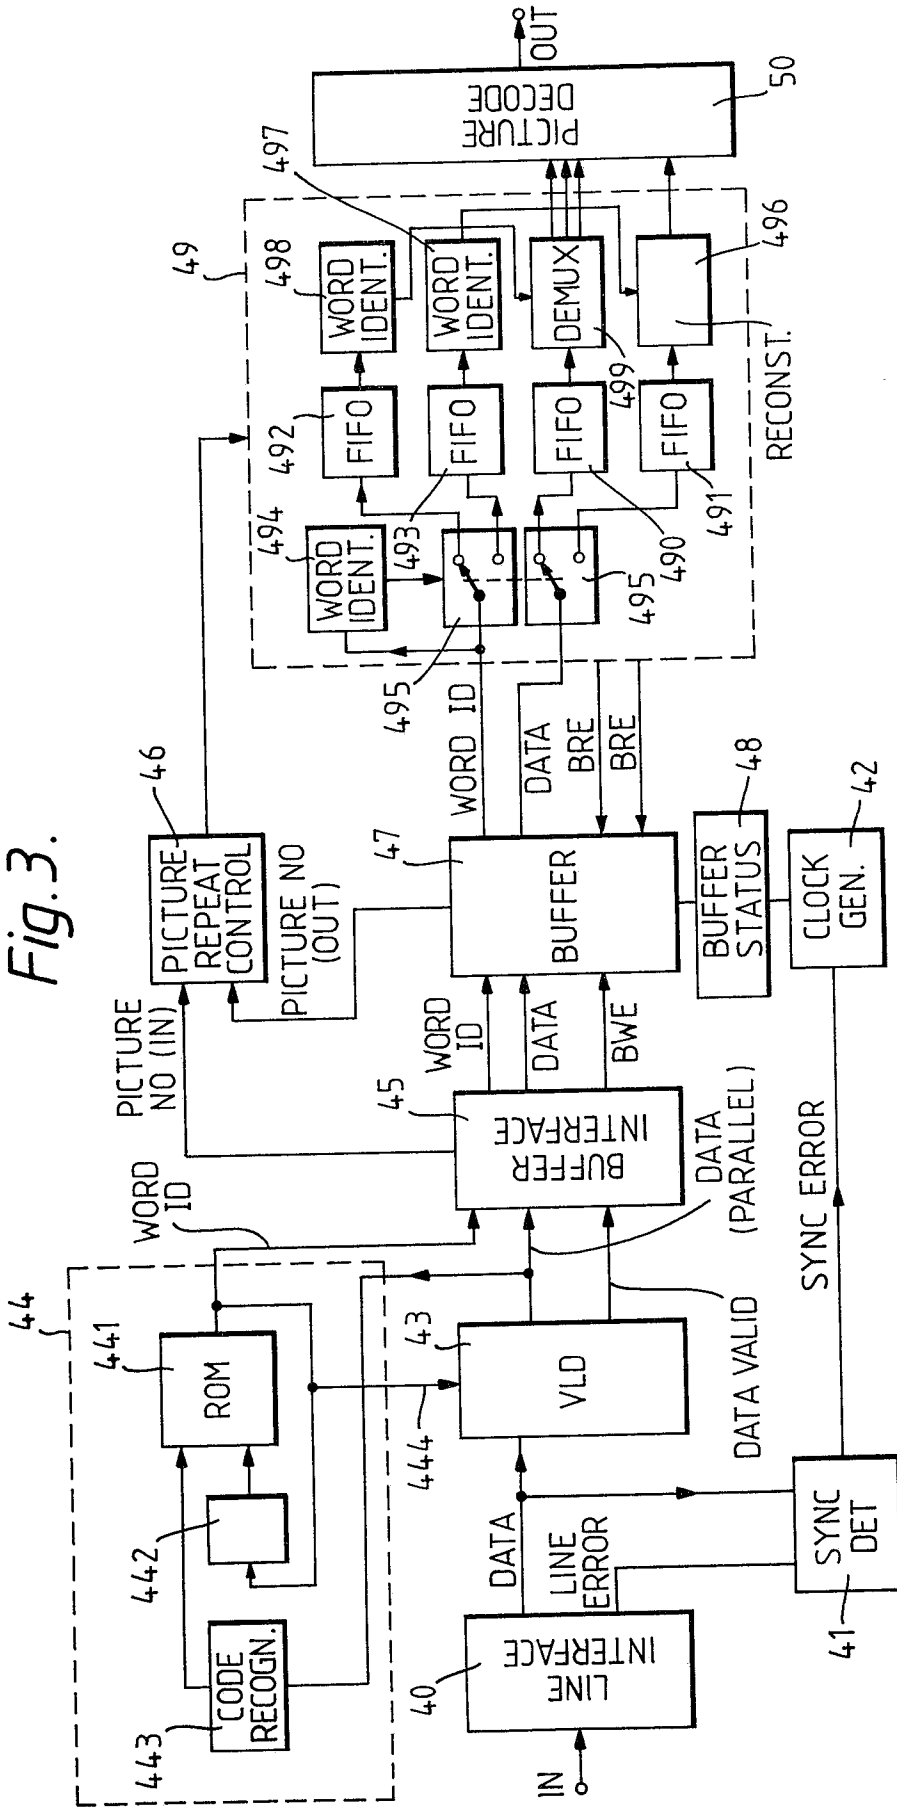 Fig.3.
44
441
ROM
442
443
CODE
RECOGN.
444
WORD
ID
PICTURE
NO (IN)
46
PICTURE
REPEAT
CONTROL
PICTURE NO
(OUT)
IN
40
LINE
INTERFACE
DATA
LINE
ERROR
41
SYNC
DET
SYNC ERROR
43
VLD
DATA VALID
DATA
(PARALLEL)
45
BUFFER
INTERFACE
WORD
ID
DATA
BWE
47
BUFFER
48
BUFFER
STATUS
42
CLOCK
GEN.
WORD ID
DATA
BRE
BRE
49
494
WORD
IDENT.
495
495
492
FIFO
493
FIFO
490
FIFO
491
FIFO
498
WORD
IDENT.
497
WORD
IDENT.
DEMUX
499
496
RECONST.
PICTURE
DECODE
50
OUT